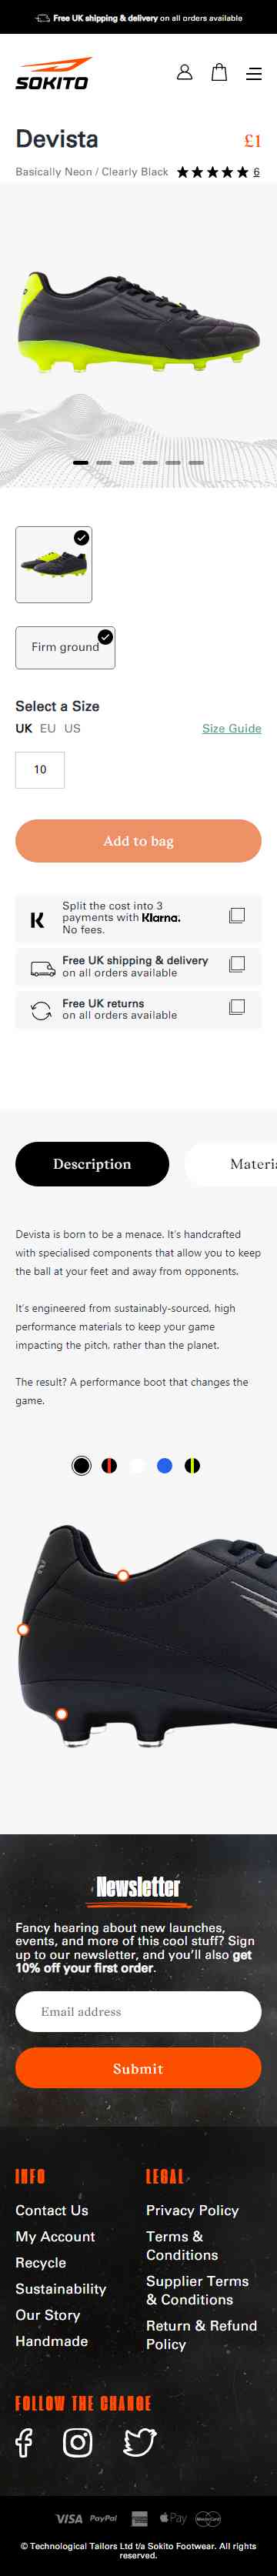 Free UK shipping & delivery on all orders available
SOKITO
Devista £1
Basically Neon / Clearly Black 6
Firm ground
Select a Size
UK EU US Size Guide
10
Add to bag
K
Split the cost into 3
payments with Klarna.
No fees.
Free UK shipping & delivery
on all orders available
Free UK returns
on all orders available
Description Materia
Devista is born to be a menace. It's handcrafted
with specialised components that allow you to keep
the ball at your feet and away from opponents.
It's engineered from sustainably-sourced, high
performance materials to keep your game
impacting the pitch, rather than the planet.
The result? A performance boot that changes the
game.
Newsletter
Fancy hearing about new launches,
events, and more of this cool stuff? Sign
up to our newsletter, and you'll also get
10% off your first order.
Email address
Submit
INFO
Contact Us
My Account
Recycle
Sustainability
Our Story
Handmade
LEGAL
Privacy Policy
Terms &
Conditions
Supplier Terms
& Conditions
Return & Refund
Policy
FOLLOW THE CHANGE
VISA PayPal Pay MasterCard
© Technological Tailors Ltd t/a Sokito Footwear. All rights
reserved.